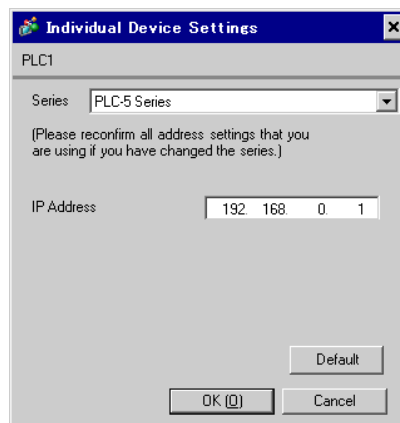 Individual Device Settings
PLC1
Series PLC-5 Series
(Please reconfirm all address settings that you
are using if you have changed the series.)
IP Address 192. 168. 0. 1
Default
OK (O) Cancel